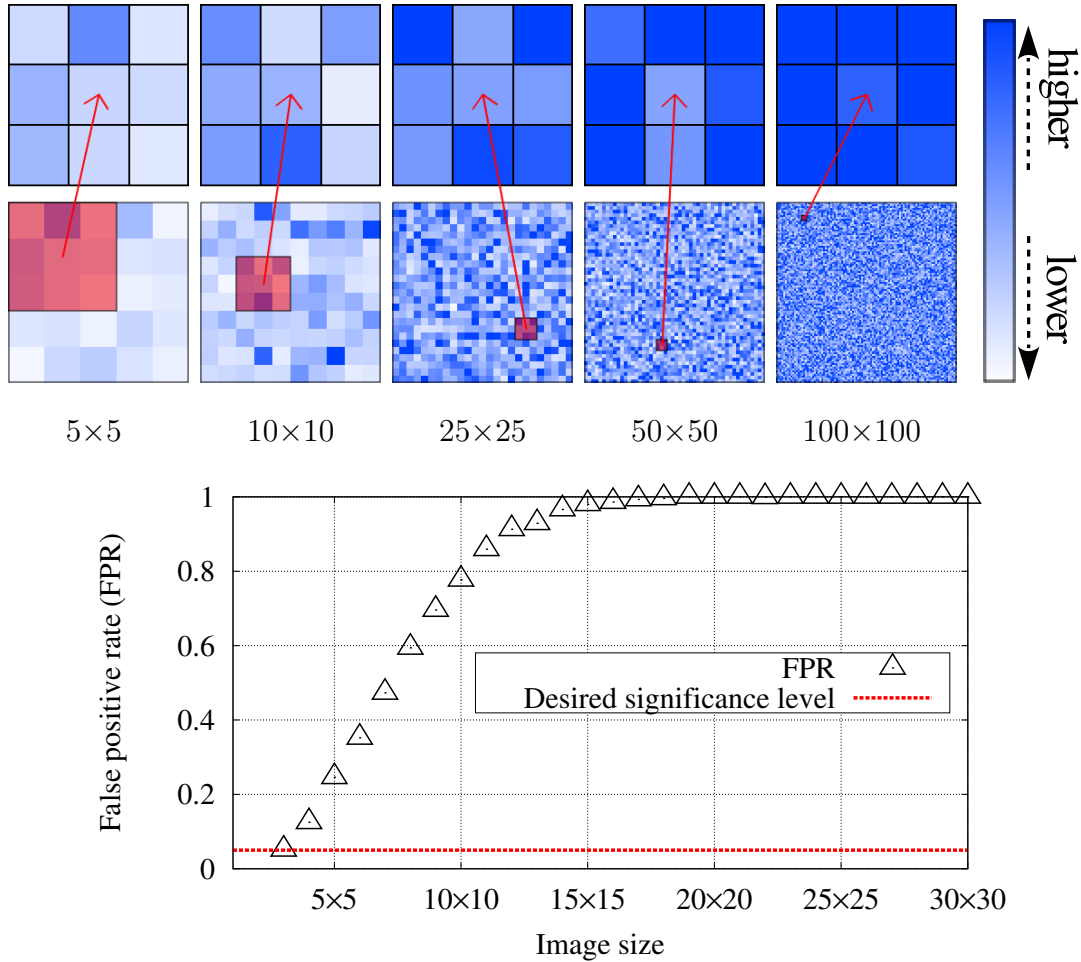 higher
lower
5×5
10×10
25×25
50×50
100×100
False positive rate (FPR)
1
0.8
0.6
0.4
0.2
0
FPR
Desired significance level
5×5
10×10
15×15
20×20
25×25
30×30
Image size